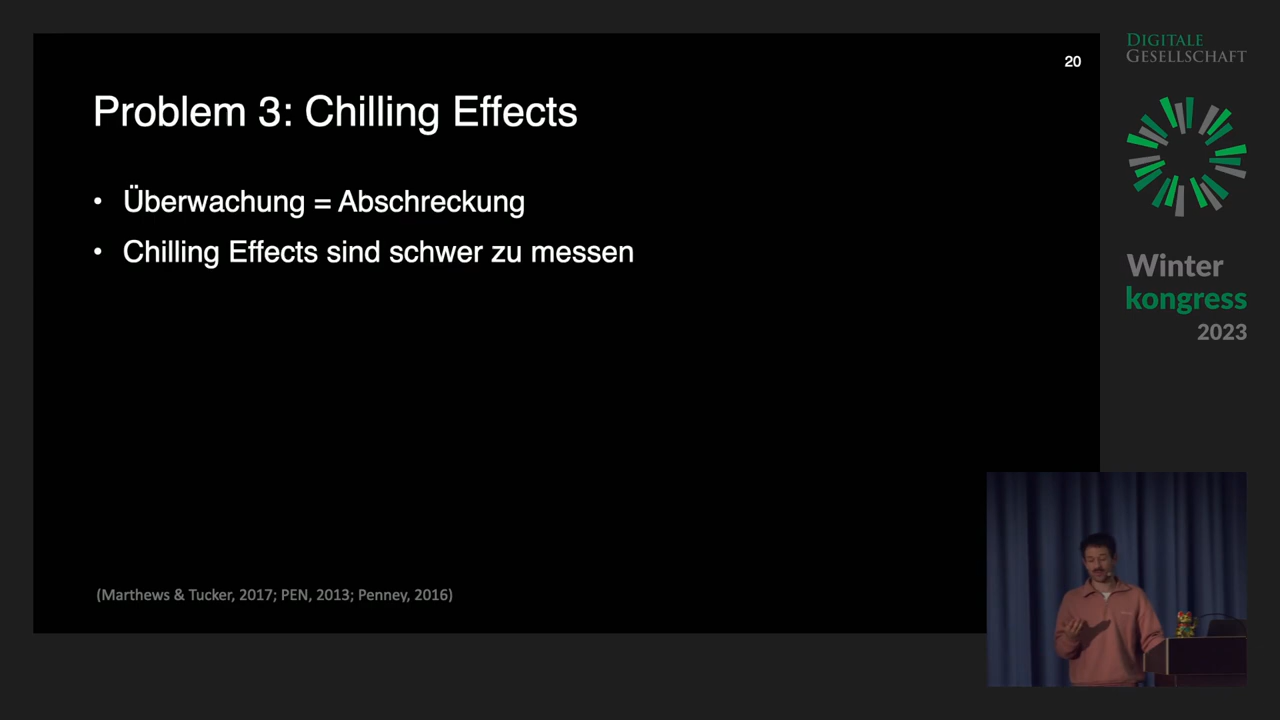 20
Problem 3: Chilling Effects
• Überwachung = Abschreckung
• Chilling Effects sind schwer zu messen
(Marthews & Tucker, 2017; PEN, 2013; Penney, 2016)
DIGITALE
GESELLSCHAFT
Winter
kongress
2023